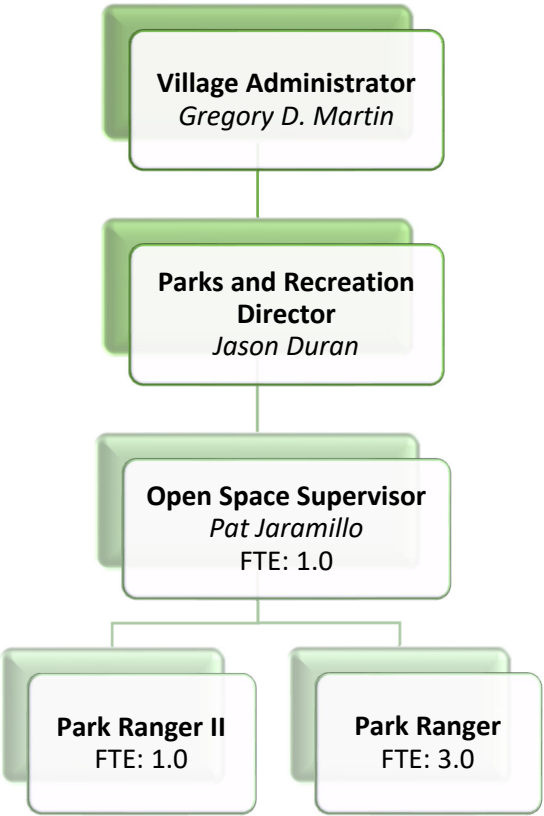 Village Administrator
Gregory D. Martin
Parks and Recreation
Director
Jason Duran
Open Space Supervisor
Pat Jaramillo
FTE: 1.0
Park Ranger II
FTE: 1.0
Park Ranger
FTE: 3.0